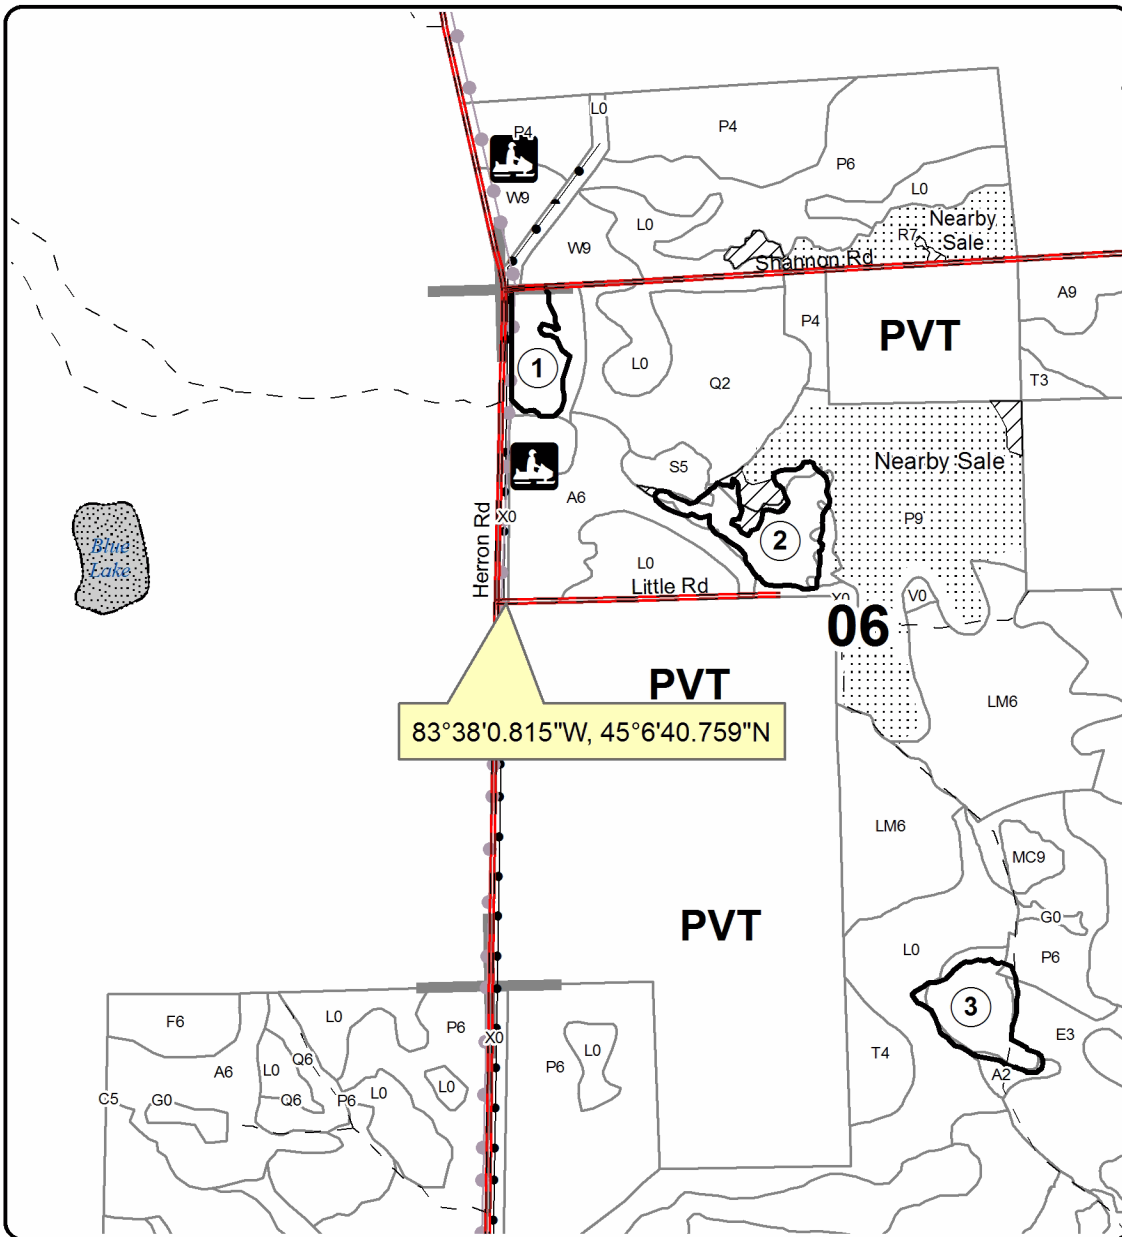 L0
P4
P4
P6
L0
W9
Nearby
Sale
R7
L0
W9
Shannon Rd
A9
P4
PVT
1
L0
Q2
T3
Nearby Sale
S5
A6
Herron Rd
X0
P9
2
Blue
Lake
L0
Little Rd
V0
X0
06
PVT
LM6
83°38'0.815"W, 45°6'40.759"N
LM6
MC9
G0
PVT
L0
P6
3
F6
L0
P6
X0
E3
L0
T4
Q6
P6
A6
L0
A2
L0
L0
C5
G0
Q6
P6